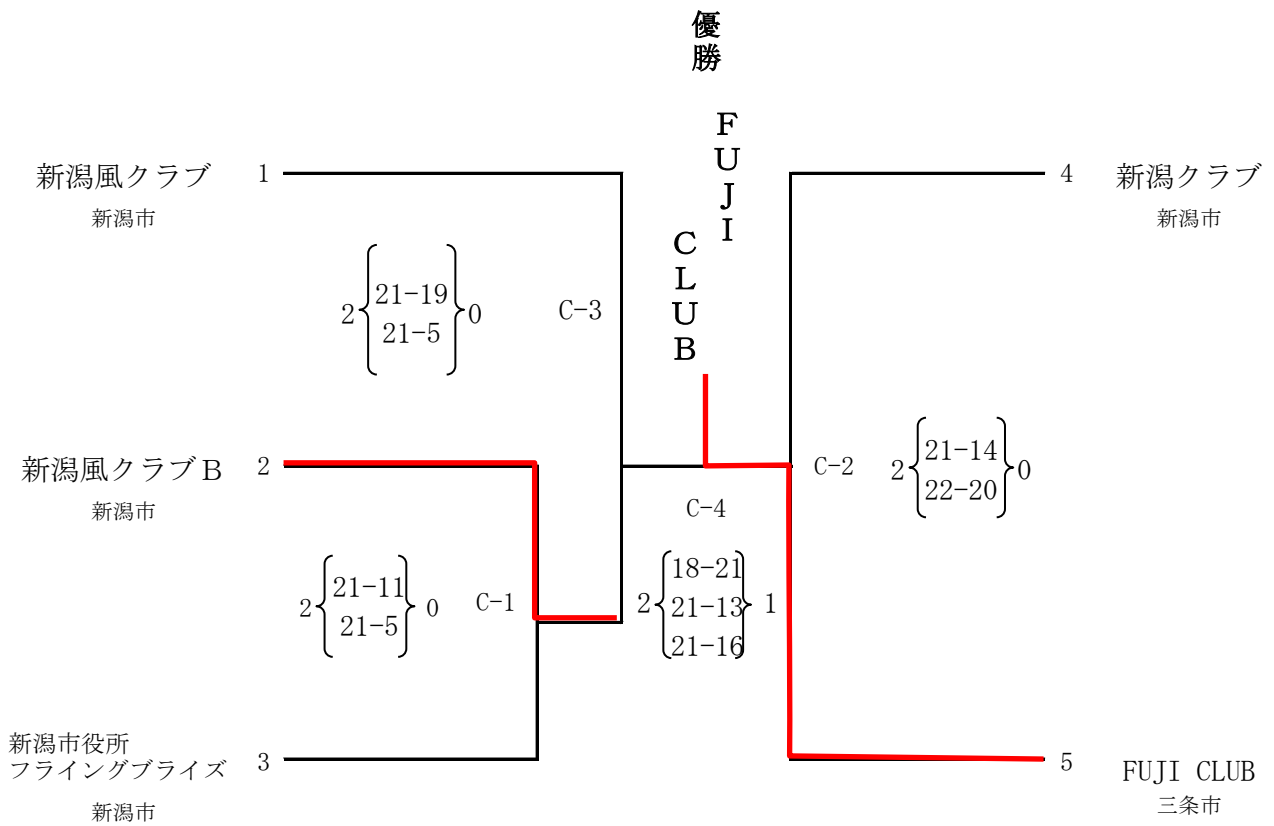 優勝
FUJI
CLUB
新潟風クラブ 1
新潟市
4 新潟クラブ
新潟市
2 21-19 0
21-5
C-3
新潟風クラブB 2
新潟市
C-2
2 21-14 0
22-20
C-4
2 21-11 0
21-5
C-1
18-21
2 21-13 1
21-16
新潟市役所
フライングブライズ 3
新潟市
5 FUJI CLUB
三条市